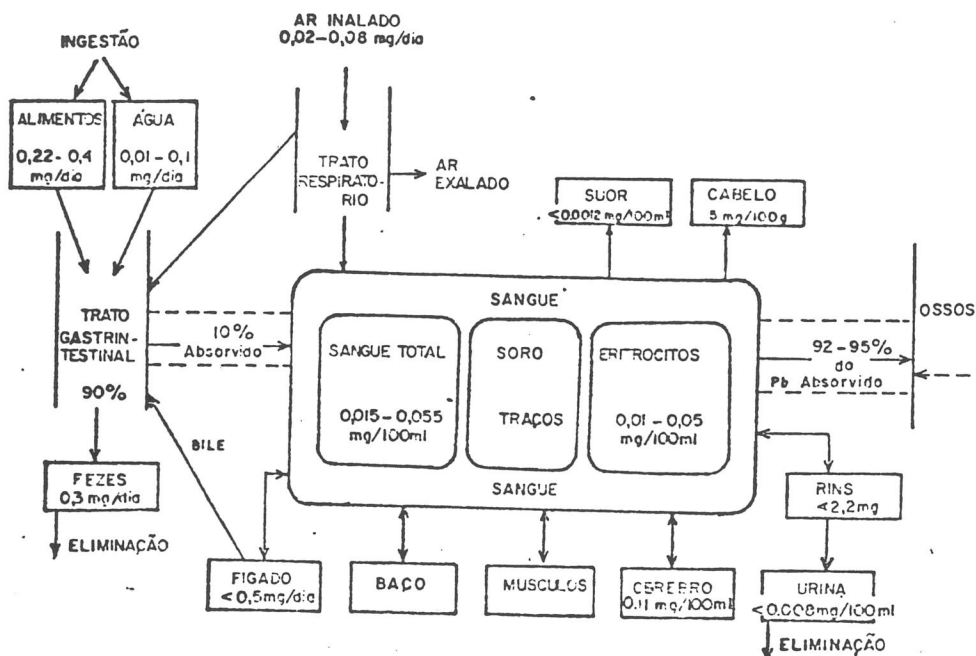 AR INALADO
0,02–0,08 mg/dia
INGESTÃO
ALIMENTOS
0,22–0,4
mg/dia
ÁGUA
0,01–0,1
mg/dia
TRATO
RESPIRATÓ-
RIO
AR
EXALADO
SUOR
<0.0012 mg/100ml
CABELO
5 mg/100g
TRATO
GASTRIN-
TESTINAL
90%
10%
Absorvido
SANGUE
SANGUE TOTAL
0,015–0,055
mg/100ml
SORO
TRAÇOS
ERITROCITOS
0,01–0,05
mg/100ml
SANGUE
92–95%
do
Pb Absorvido
OSSOS
BILE
FEZES
0,3 mg/dia
ELIMINAÇÃO
FIGADO
<0,5mg/dia
BAÇO
MUSCULOS
CEREBRO
0.11 mg/100ml
RINS
<2,2mg
URINA
<0.008mg/100ml
ELIMINAÇÃO